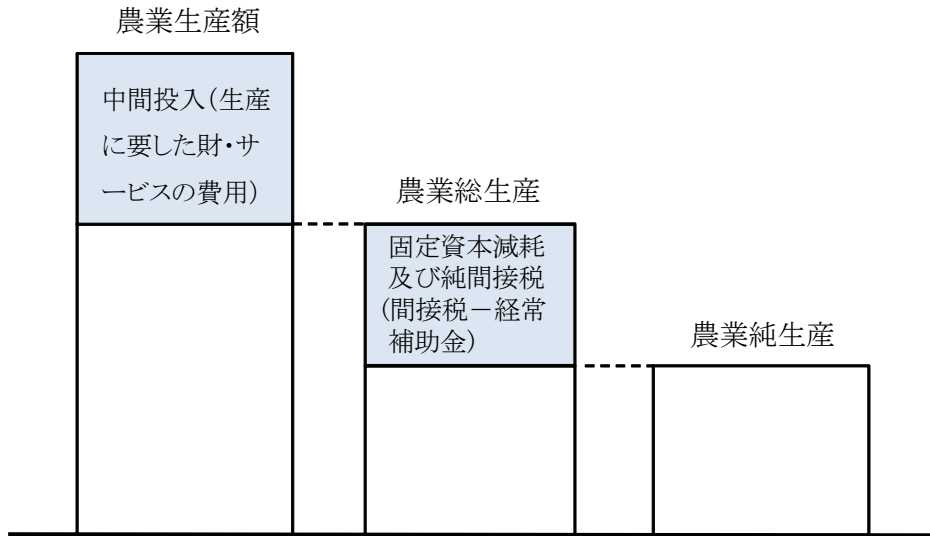 農業生産額
中間投入（生産
に要した財・サ
ービスの費用）
農業総生産
固定資本減耗
及び純間接税
（間接税－経常
補助金）
農業純生産